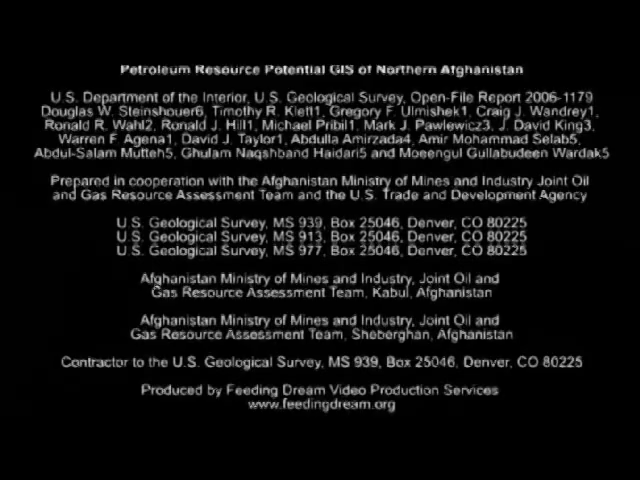 Petroleum Resource Potential GIS of Northern Afghanistan
U.S. Department of the Interior, U.S. Geological Survey, Open-File Report 2006-1179
Douglas W. Steinshouer6, Timothy R. Klett1, Gregory F. Ulmishek1, Craig J. Wandrey1,
Ronald R. Wahl2, Ronald J. Hill1, Michael Pribil1, Mark J. Pawlewicz3, J. David King3,
Warren F. Agena1, David J. Taylor1, Abdulla Amirzada4, Amir Mohammad Selab5,
Abdul-Salam Mutteh5, Ghulam Naqshband Haidari5 and Moeengul Gullabudeen Wardak5
Prepared in cooperation with the Afghanistan Ministry of Mines and Industry Joint Oil
and Gas Resource Assessment Team and the U.S. Trade and Development Agency
U.S. Geological Survey, MS 939, Box 25046, Denver, CO 80225
U.S. Geological Survey, MS 913, Box 25046, Denver, CO 80225
U.S. Geological Survey, MS 977, Box 25046, Denver, CO 80225
Afghanistan Ministry of Mines and Industry, Joint Oil and
Gas Resource Assessment Team, Kabul, Afghanistan
Afghanistan Ministry of Mines and Industry, Joint Oil and
Gas Resource Assessment Team, Sheberghan, Afghanistan
Contractor to the U.S. Geological Survey, MS 939, Box 25046, Denver, CO 80225
Produced by Feeding Dream Video Production Services
www.feedingdream.org